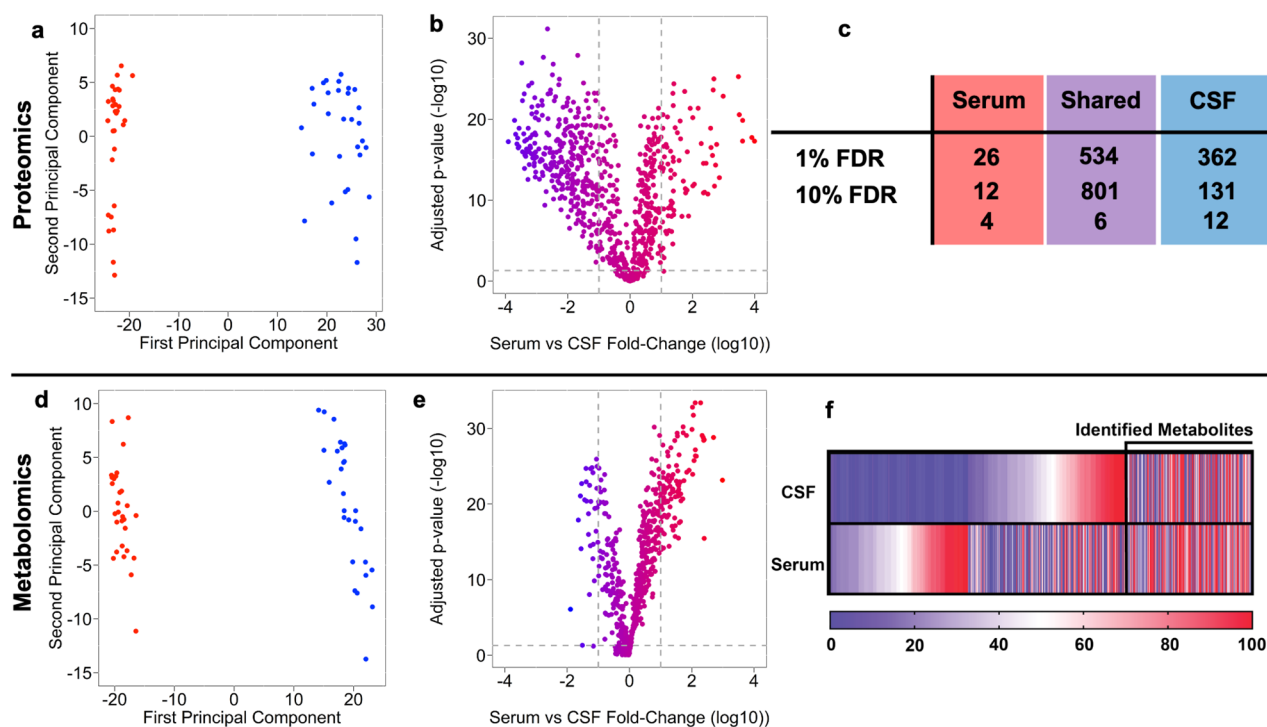 a
Proteomics
Second Principal Component
10
5
0
-5
-10
-15
-20
-10
0
10
20
30
First Principal Component
b
Adjusted p-value (-log10)
30
20
10
0
-4
-2
0
2
4
Serum vs CSF Fold-Change (log10))
c
Serum Shared CSF
1% FDR 26 534 362
10% FDR 12 801 131
4 6 12
d
Metabolomics
Second Principal Component
10
5
0
-5
-10
-15
-20
-10
0
10
20
First Principal Component
e
Adjusted p-value (-log10)
30
20
10
0
-4
-2
0
2
4
Serum vs CSF Fold-Change (log10))
f
Identified Metabolites
CSF
Serum
0 20 40 60 80 100